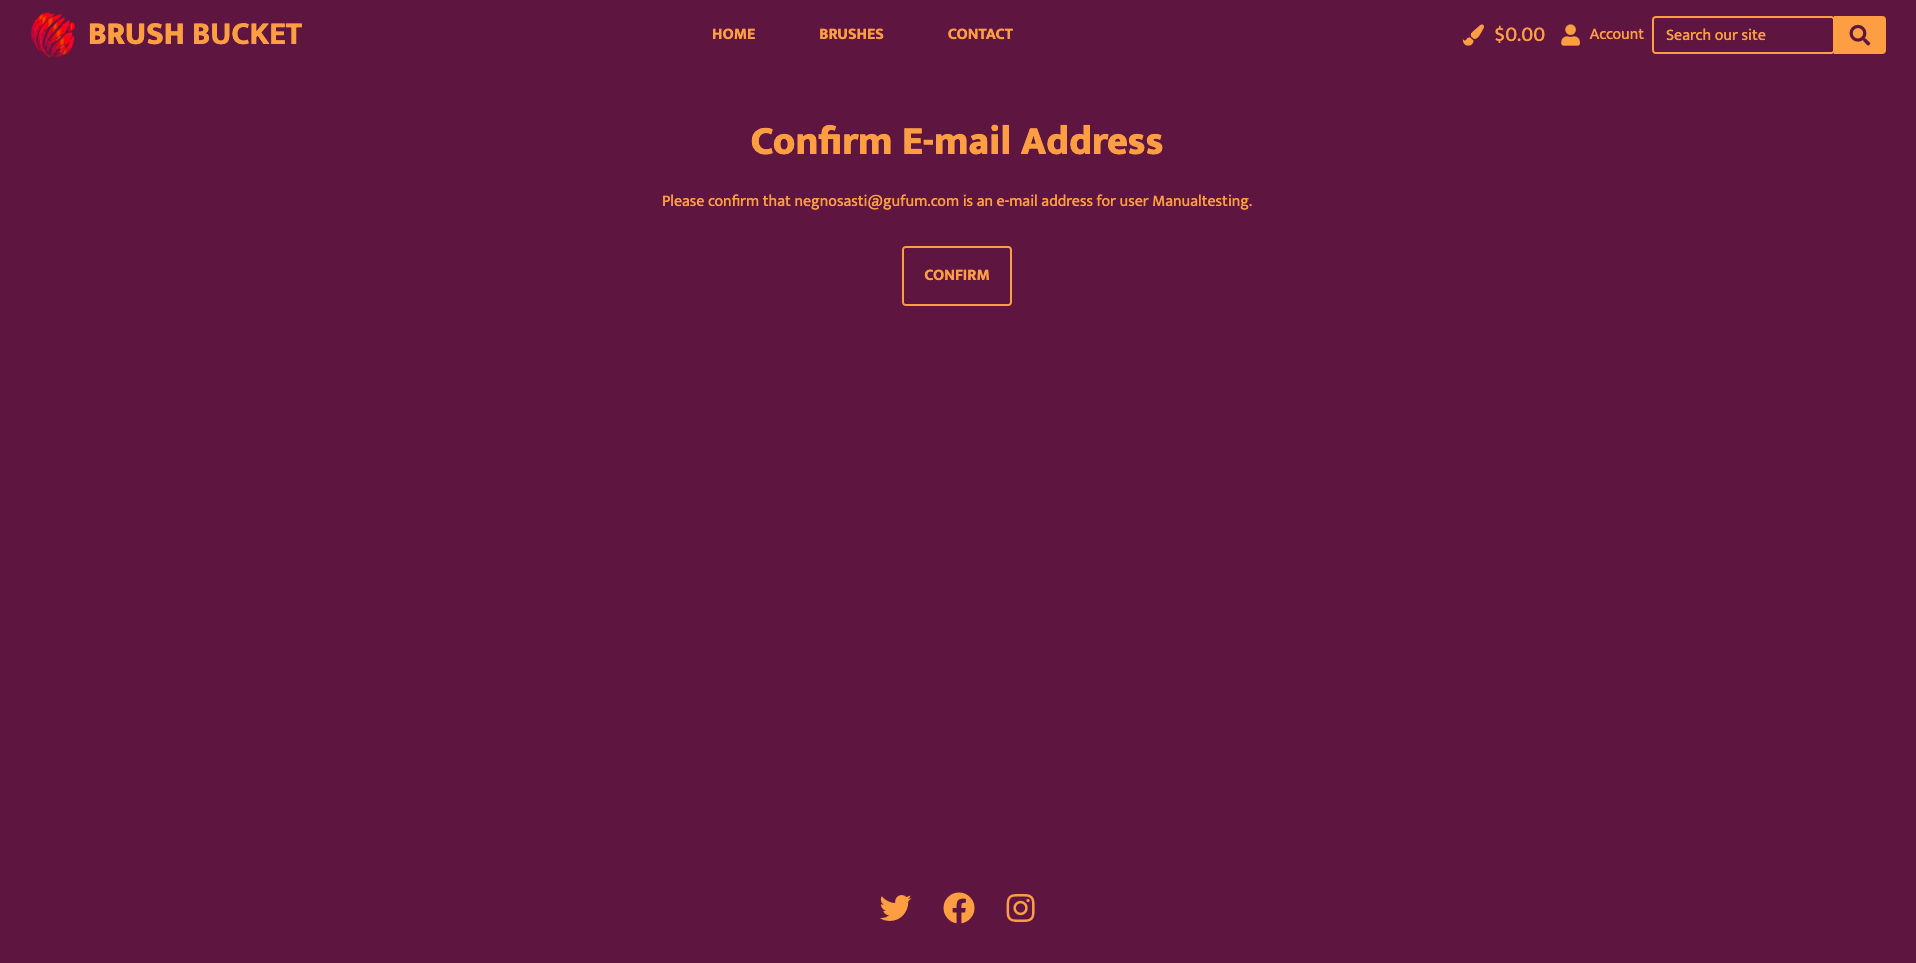 BRUSH BUCKET
HOME
BRUSHES
CONTACT
$0.00
Account
Search our site
Confirm E-mail Address
Please confirm that negnosasti@gufum.com is an e-mail address for user Manualtesting.
CONFIRM